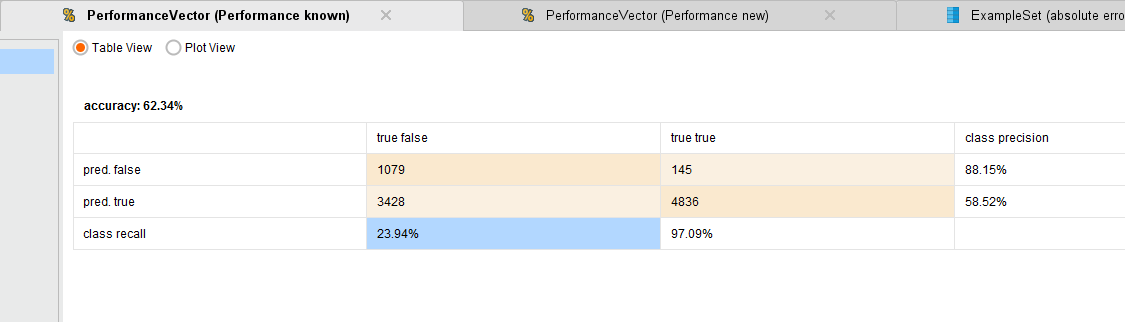 PerformanceVector (Performance known) PerformanceVector (Performance new) ExampleSet (absolute erro
Table View Plot View
accuracy: 62.34%
true false true true class precision
pred. false 1079 145 88.15%
pred. true 3428 4836 58.52%
class recall 23.94% 97.09%